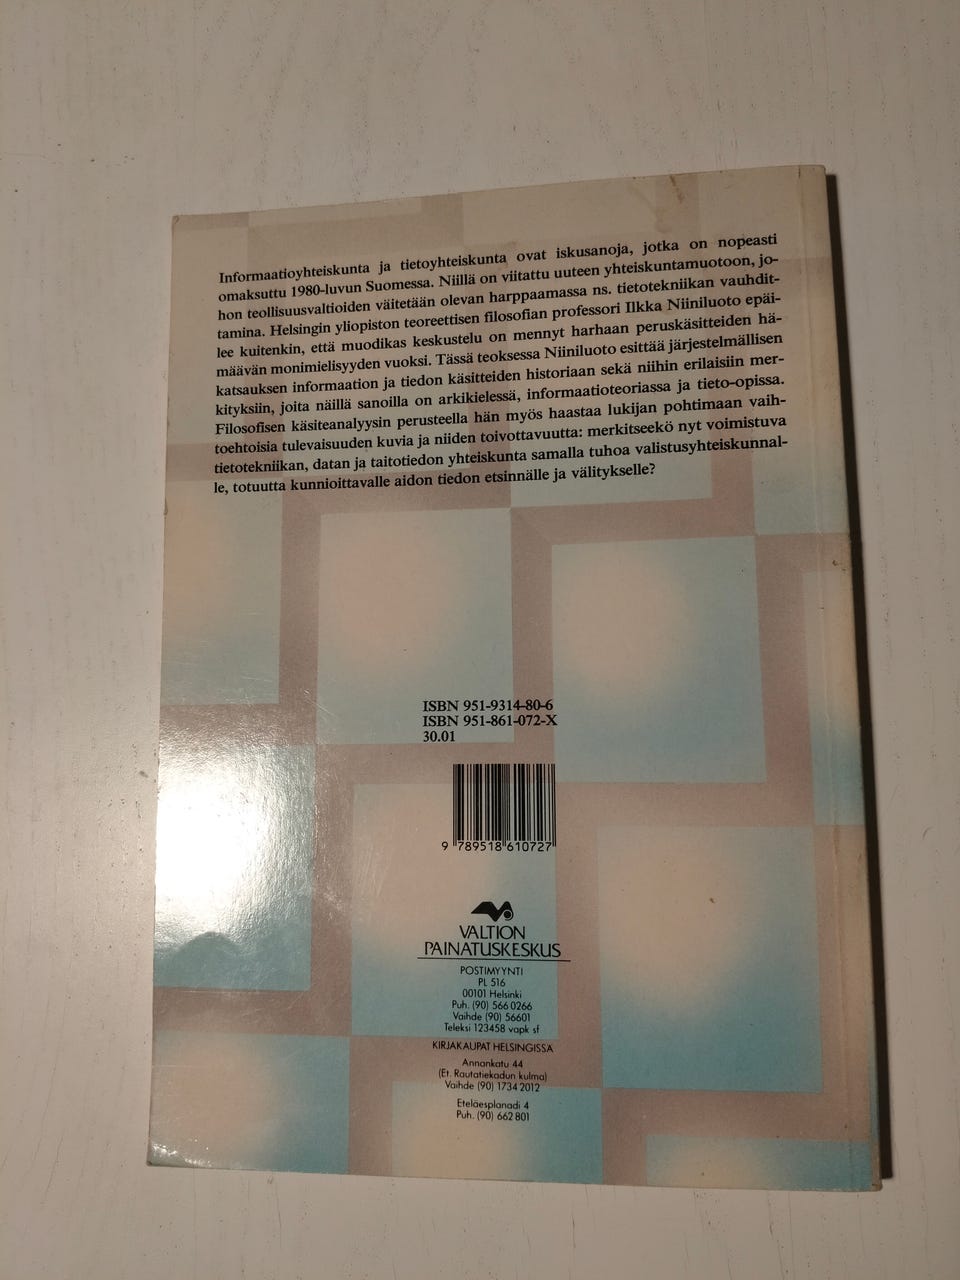 Informaatioyhteiskunta ja tietoyhteiskunta ovat iskusanoja, jotka on nopeasti
omaksuttu 1980-luvun Suomessa. Niillä on viitattu uuteen yhteiskuntamuotoon, jo-
hon teollisuusvaltioiden väitetään olevan harppaamassa ns. tietotekniikan vauhdit-
tamina. Helsingin yliopiston teoreettisen filosofian professori Ilkka Niiniluoto epäi-
lee kuitenkin, että muodikas keskustelu on mennyt harhaan peruskäsitteiden hä-
määvän monimielisyyden vuoksi. Tässä teoksessa Niiniluoto esittää järjestelmällisen
katsauksen informaation ja tiedon käsitteiden historiaan sekä niihin erilaisiin mer-
kityksiin, joita näillä sanoilla on arkikielessä, informaatioteoriassa ja tieto-opissa.
Filosofisen käsiteanalyysin perusteella hän myös haastaa lukijan pohtimaan vaih-
toehtoisia tulevaisuuden kuvia ja niiden toivottavuutta: merkitseekö nyt voimistuva
tietotekniikan, datan ja taitotiedon yhteiskunta samalla tuhoa valistusyhteiskunnal-
le, totuutta kunnioittavalle aidon tiedon etsinnälle ja välitykselle?
ISBN 951-9314-80-6
ISBN 951-861-072-X
30.01
9 789518 610727
VALTION
PAINATUSKESKUS
POSTIMYYNTI
PL 516
00101 Helsinki
Puh. (90) 566 0266
Vaihde (90) 56601
Teleksi 123458 vapk sf
KIRJAKAUPAT HELSINGISSÄ
Annankatu 44
(Et. Rautatiekadun kulma)
Vaihde (90) 1734 2012
Eteläesplanadi 4
Puh. (90) 662 801